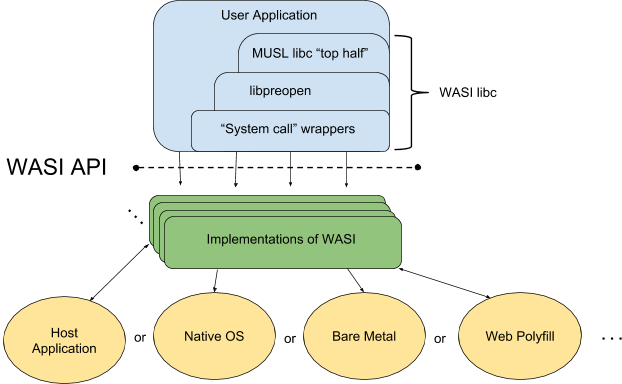 User Application
MUSL libc “top half”
libpreopen
WASI libc
“System call” wrappers
WASI API
Implementations of WASI
Host
Application
or
Native OS
or
Bare Metal
or
Web Polyfill
...